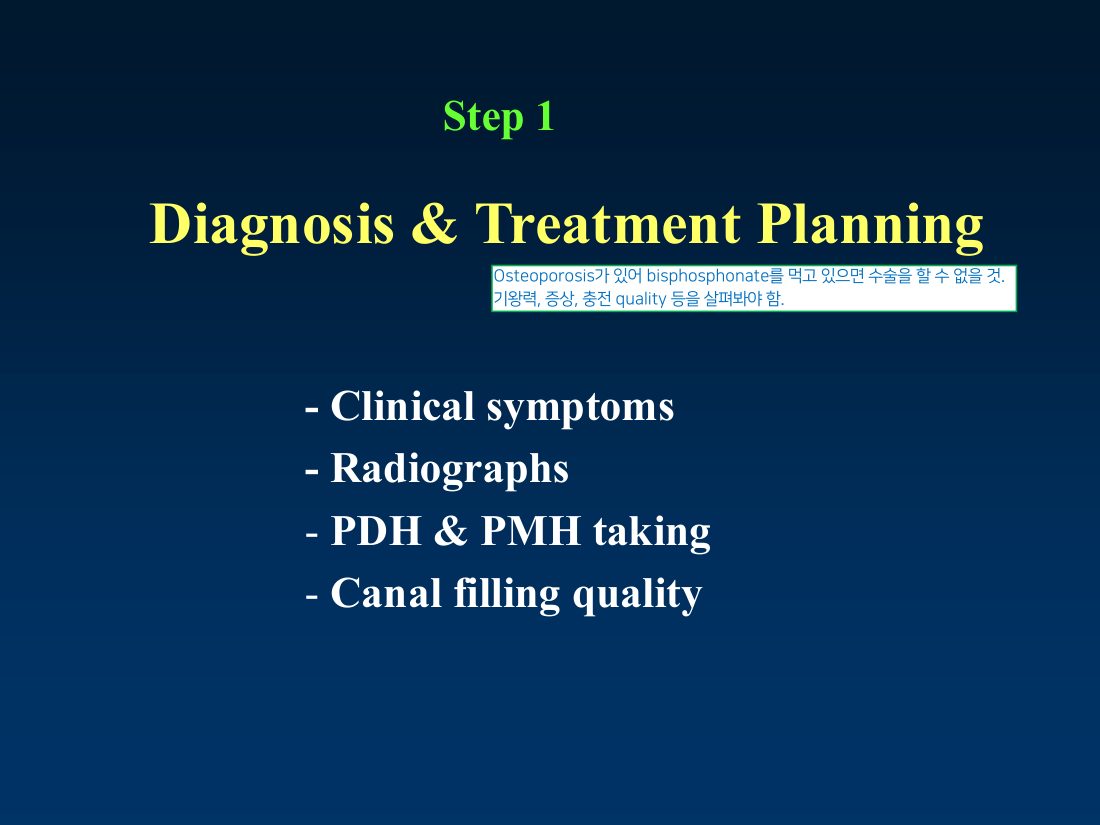 Step 1
Diagnosis & Treatment Planning
Osteoporosis가 있어 bisphosphonate를 먹고 있으면 수술을 할 수 없을 것.
기왕력, 증상, 충전 quality 등을 살펴봐야 함.
- Clinical symptoms
- Radiographs
- PDH & PMH taking
- Canal filling quality